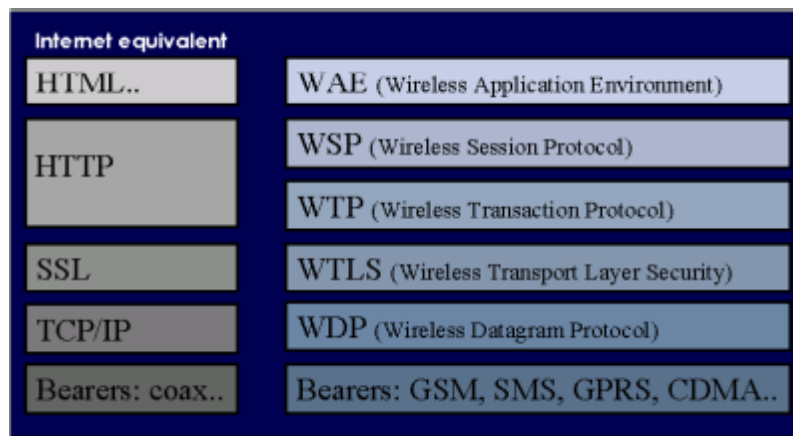 Internet equivalent
HTML..
WAE (Wireless Application Environment)
HTTP
WSP (Wireless Session Protocol)
WTP (Wireless Transaction Protocol)
SSL
WTLS (Wireless Transport Layer Security)
TCP/IP
WDP (Wireless Datagram Protocol)
Bearers: coax..
Bearers: GSM, SMS, GPRS, CDMA..